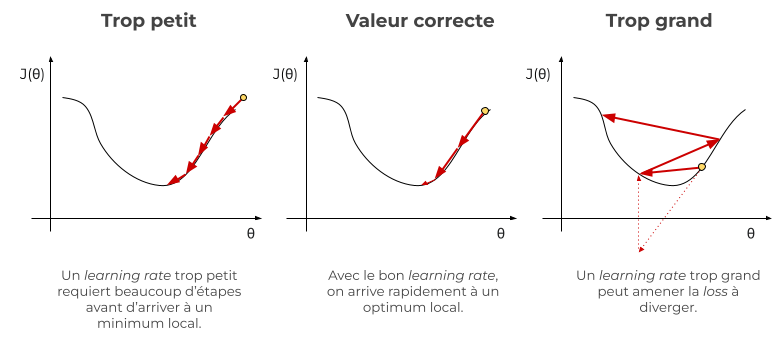 Trop petit
Valeur correcte
Trop grand
J(θ)
J(θ)
J(θ)
θ
θ
θ
Un learning rate trop petit
requiert beaucoup d'étapes
avant d'arriver à un
minimum local.
Avec le bon learning rate,
on arrive rapidement à un
optimum local.
Un learning rate trop grand
peut amener la loss à
diverger.